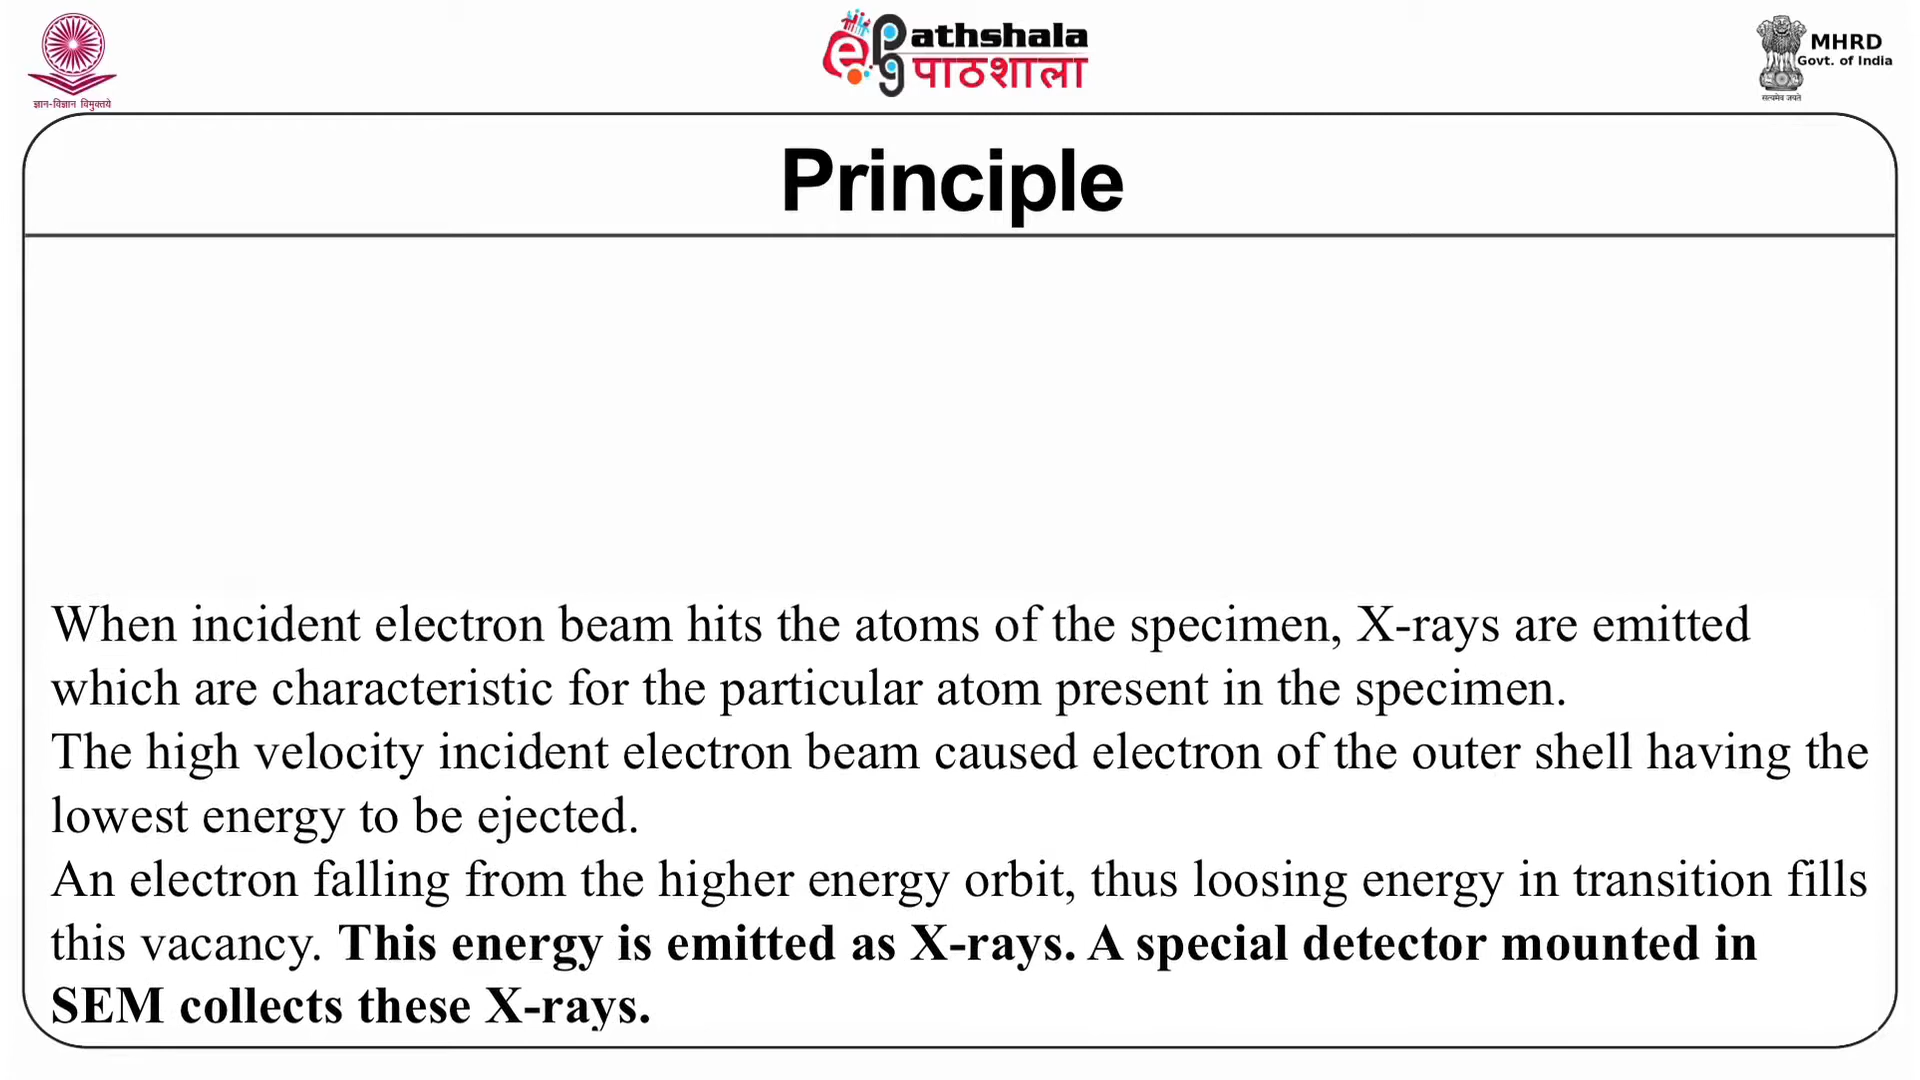 ज्ञान-विज्ञान विमुक्तये
ePathshala
पाठशाला
MHRD
Govt. of India
सत्यमेव जयते
Principle
When incident electron beam hits the atoms of the specimen, X-rays are emitted
which are characteristic for the particular atom present in the specimen.
The high velocity incident electron beam caused electron of the outer shell having the
lowest energy to be ejected.
An electron falling from the higher energy orbit, thus loosing energy in transition fills
this vacancy. This energy is emitted as X-rays. A special detector mounted in
SEM collects these X-rays.